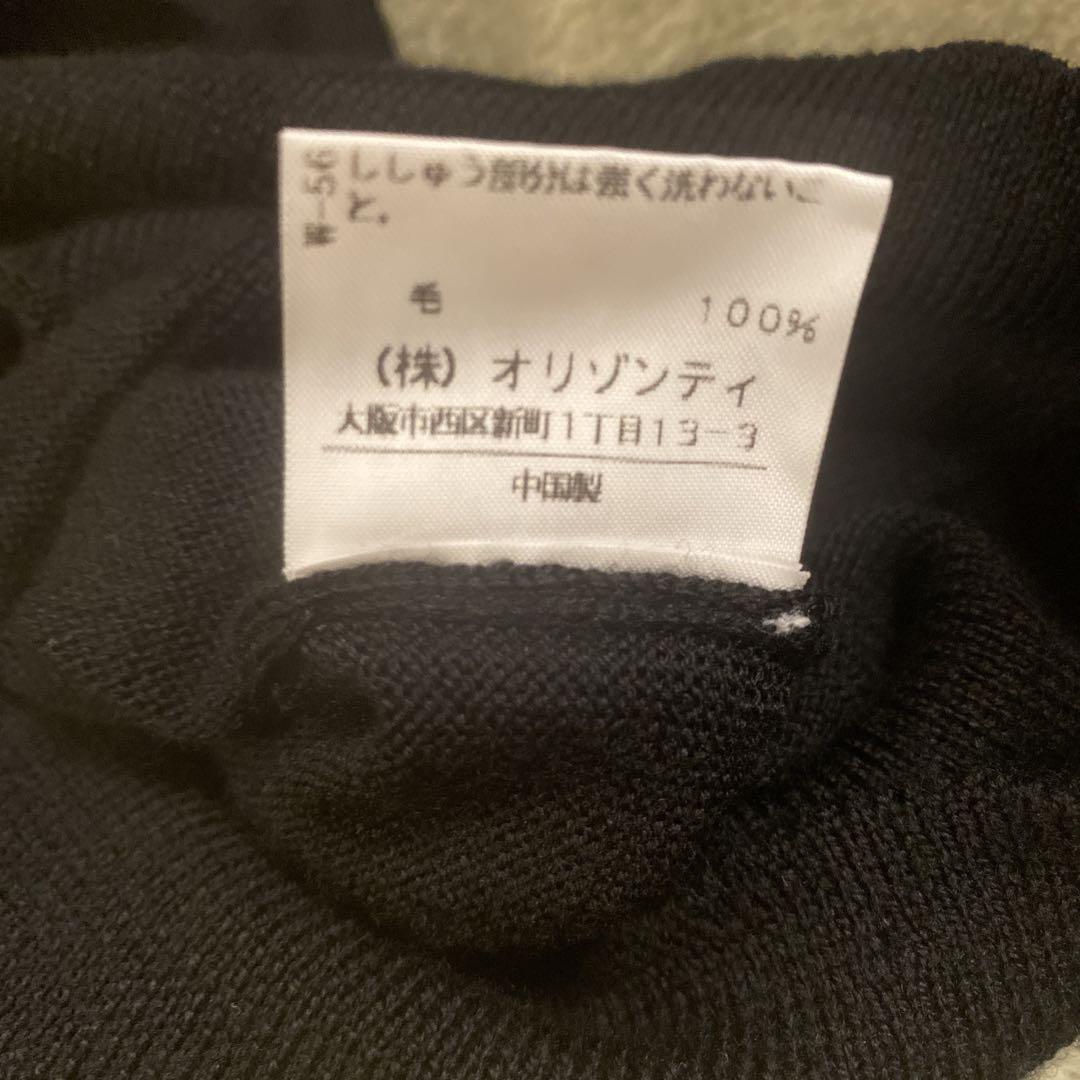 ししゅう部分は強く洗わないこ
と。
毛 100%
(株) オリゾンティ
大阪市西区新町1丁目13-3
中国製